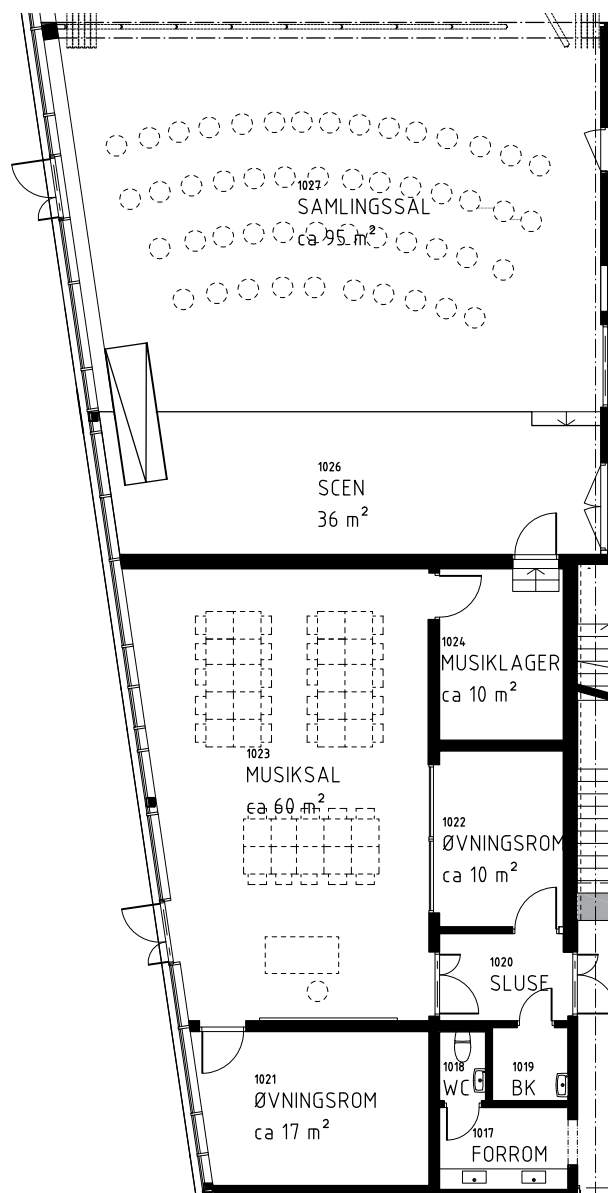 1027
SAMLINGSSAL
ca 95 m²
1026
SCEN
36 m²
1024
MUSIKLAGER
ca 10 m²
1023
MUSIKSAL
ca 60 m²
1022
ØVNINGSROM
ca 10 m²
1020
SLUSE
1021
ØVNINGSROM
ca 17 m²
1018
WC
1019
BK
1017
FORROM